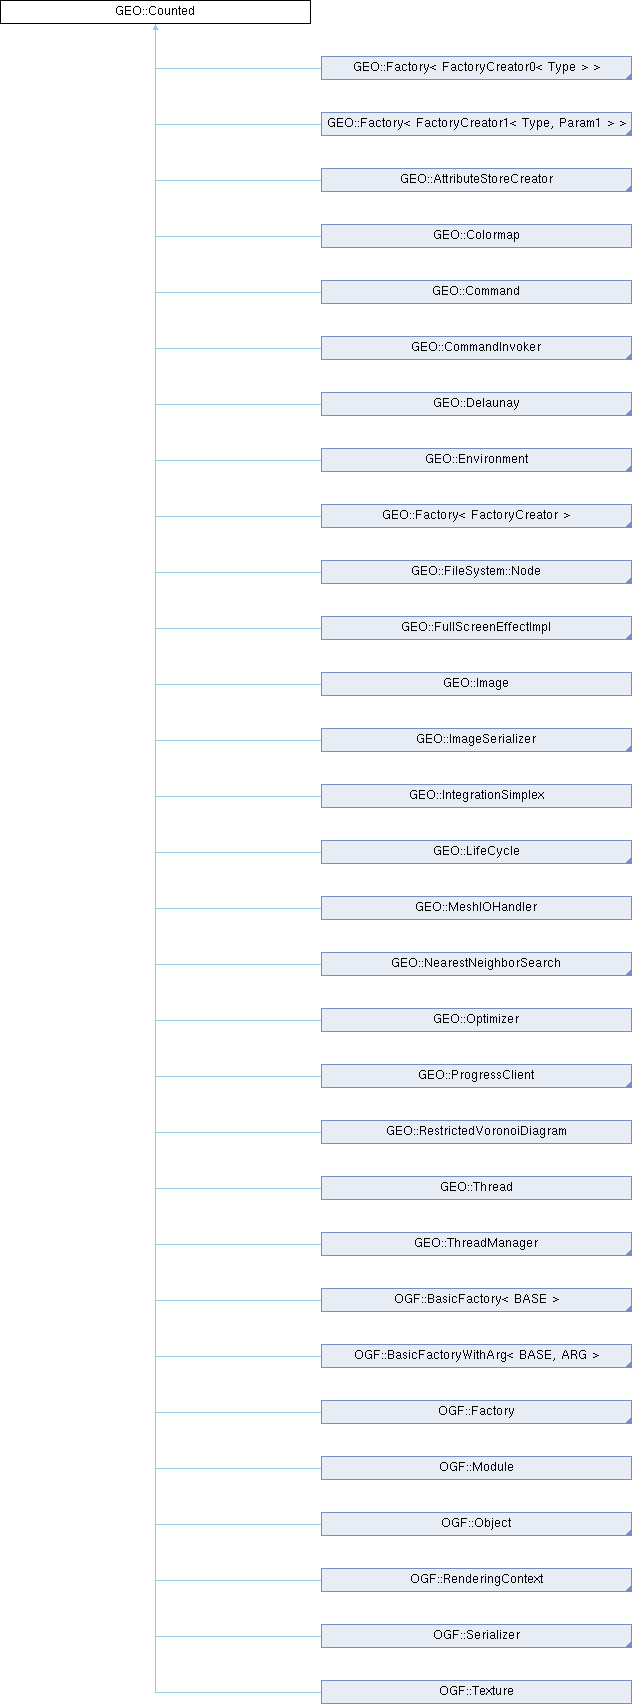 GEO::Counted
GEO::Factory< FactoryCreator0< Type > >
GEO::Factory< FactoryCreator1< Type, Param1 > >
GEO::AttributeStoreCreator
GEO::Colormap
GEO::Command
GEO::CommandInvoker
GEO::Delaunay
GEO::Environment
GEO::Factory< FactoryCreator >
GEO::FileSystem::Node
GEO::FullScreenEffectImpl
GEO::Image
GEO::ImageSerializer
GEO::IntegrationSimplex
GEO::LifeCycle
GEO::MeshIOHandler
GEO::NearestNeighborSearch
GEO::Optimizer
GEO::ProgressClient
GEO::RestrictedVoronoiDiagram
GEO::Thread
GEO::ThreadManager
OGF::BasicFactory< BASE >
OGF::BasicFactoryWithArg< BASE, ARG >
OGF::Factory
OGF::Module
OGF::Object
OGF::RenderingContext
OGF::Serializer
OGF::Texture